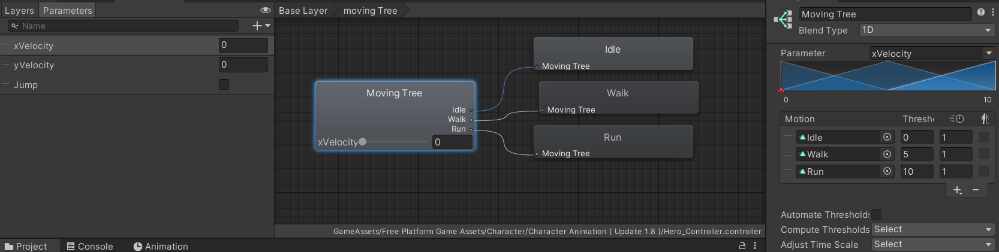 Layers Parameters
Name
xVelocity 0
yVelocity 0
Jump
Base Layer moving Tree
Moving Tree
Idle
Walk
Run
xVelocity 0
Idle
Moving Tree
Walk
Moving Tree
Run
Moving Tree
GameAssets/Free Platform Game Assets/Character/Character Animation ( Update 1.8 )/Hero_Controller.controller
Project Console Animation
Moving Tree
Blend Type 1D
Parameter xVelocity
0 10
Motion Thresh
Idle 0 1
Walk 5 1
Run 10 1
Automate Thresholds
Compute Thresholds Select
Adjust Time Scale Select